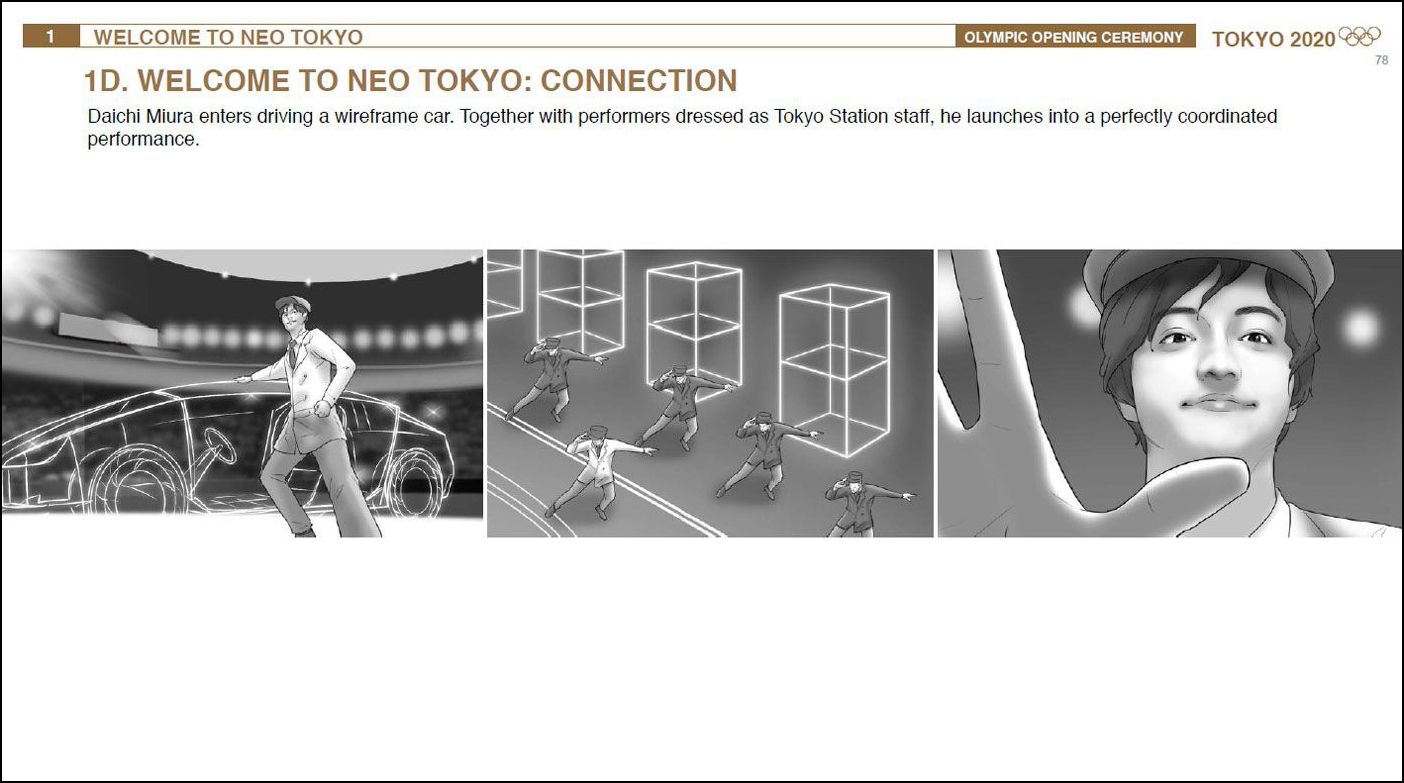 1 WELCOME TO NEO TOKYO OLYMPIC OPENING CEREMONY TOKYO 2020
78
1D. WELCOME TO NEO TOKYO: CONNECTION
Daichi Miura enters driving a wireframe car. Together with performers dressed as Tokyo Station staff, he launches into a perfectly coordinated
performance.